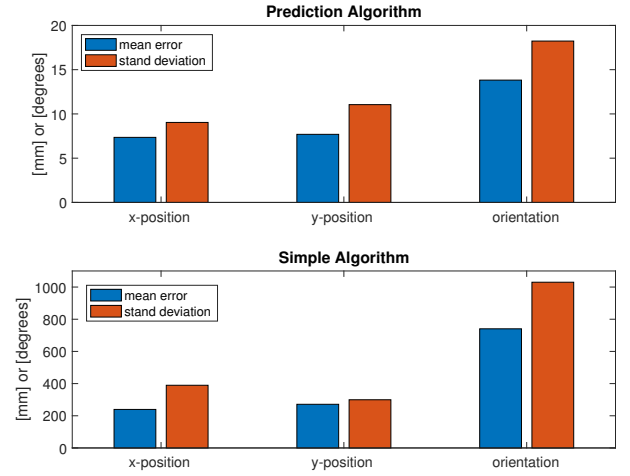 Prediction Algorithm
20
15
10
5
0
[mm] or [degrees]
mean error
stand deviation
x-position y-position orientation
Simple Algorithm
1000
800
600
400
200
0
[mm] or [degrees]
mean error
stand deviation
x-position y-position orientation